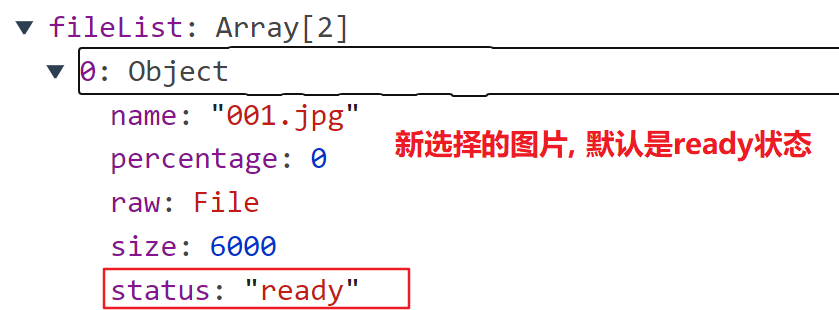 fileList: Array[2]
0: Object
name: "001.jpg"
percentage: 0
新选择的图片, 默认是ready状态
raw: File
size: 6000
status: "ready"